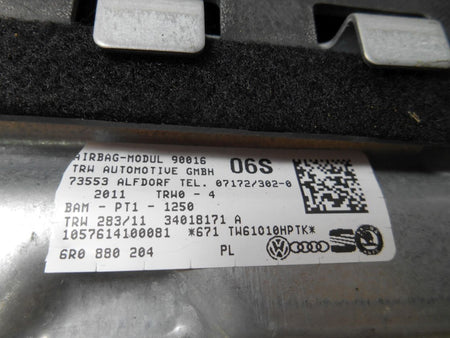 AIRBAG-MODUL 90016 06S
TRW AUTOMOTIVE GMBH
73553 ALFDORF TEL. 07172/302-0
2011 TRW0 - 4
BAM - PT1 - 1250
TRW 283/11 34018171 A
1057614100081 *671 TW61010HPTK*
6R0 880 204 PL